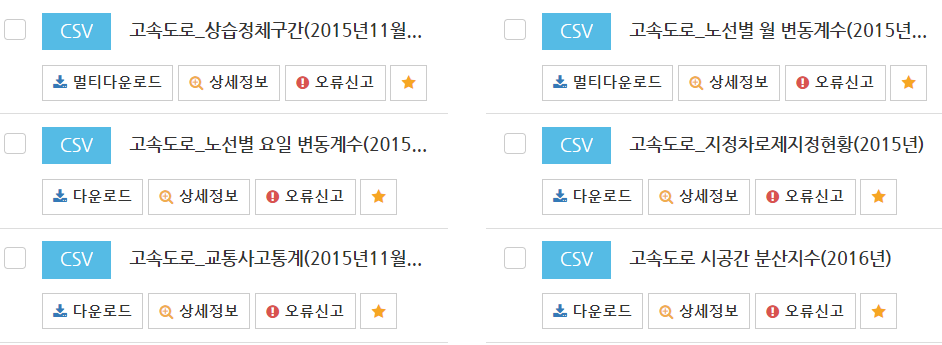 CSV 고속도로_상습정체구간(2015년11월...
멀티다운로드 상세정보 오류신고
CSV 고속도로_노선별 월 변동계수(2015년...
멀티다운로드 상세정보 오류신고
CSV 고속도로_노선별 요일 변동계수(2015...
다운로드 상세정보 오류신고
CSV 고속도로_지정차로제지정현황(2015년)
다운로드 상세정보 오류신고
CSV 고속도로_교통사고통계(2015년11월...
다운로드 상세정보 오류신고
CSV 고속도로 시공간 분산지수(2016년)
다운로드 상세정보 오류신고